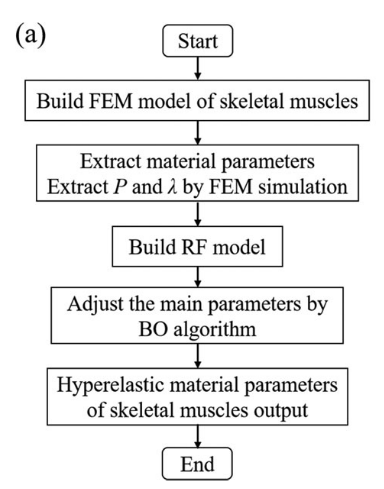 (a)
Start
Build FEM model of skeletal muscles
Extract material parameters
Extract P and λ by FEM simulation
Build RF model
Adjust the main parameters by
BO algorithm
Hyperelastic material parameters
of skeletal muscles output
End